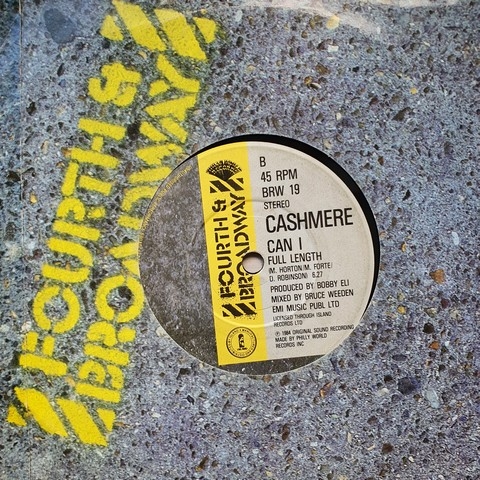 FOURTH &
BROADWAY
FOURTH &
BROADWAY
B
45 RPM
BRW 19
STEREO
CASHMERE
CAN I
FULL LENGTH
(M. HORTON/M. FORTE/
D. ROBINSON) 6.27
PRODUCED BY BOBBY ELI
MIXED BY BRUCE WEEDEN
EMI MUSIC PUBL LTD
LICENSED THROUGH ISLAND
RECORDS LTD
℗ 1984 ORIGINAL SOUND RECORDING
MADE BY PHILLY WORLD
RECORDS INC